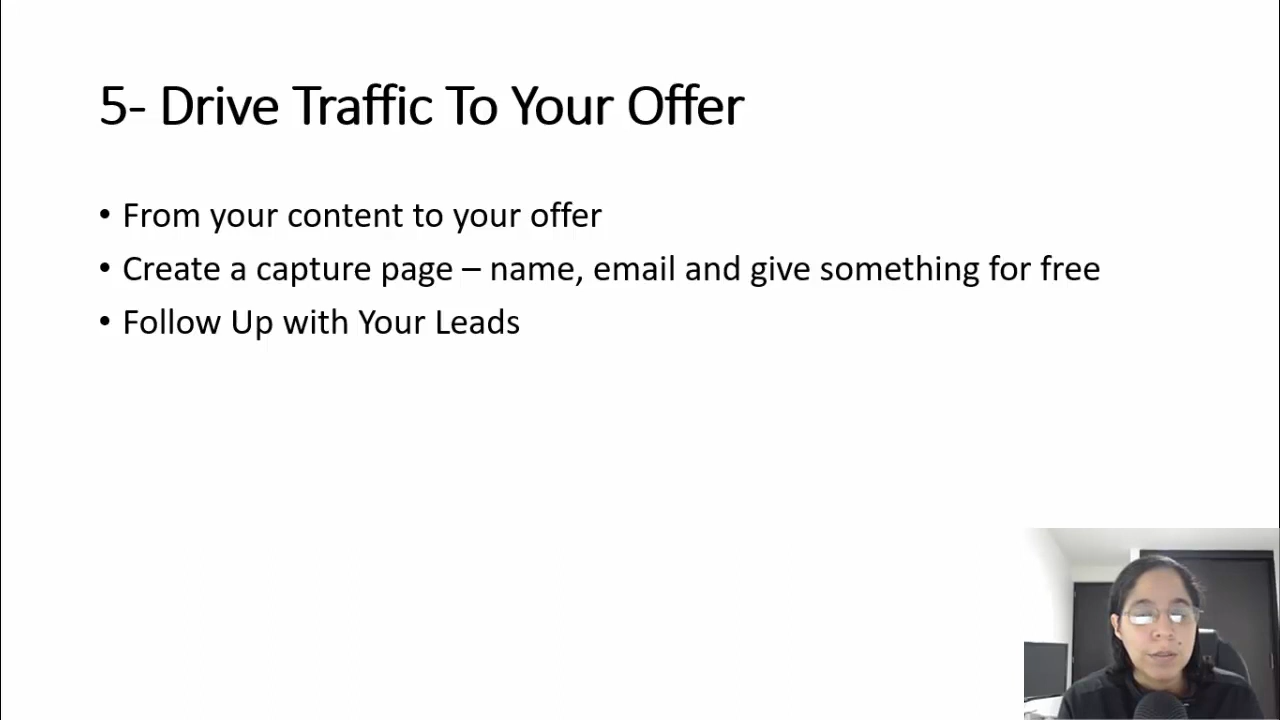 5- Drive Traffic To Your Offer
• From your content to your offer
• Create a capture page – name, email and give something for free
• Follow Up with Your Leads